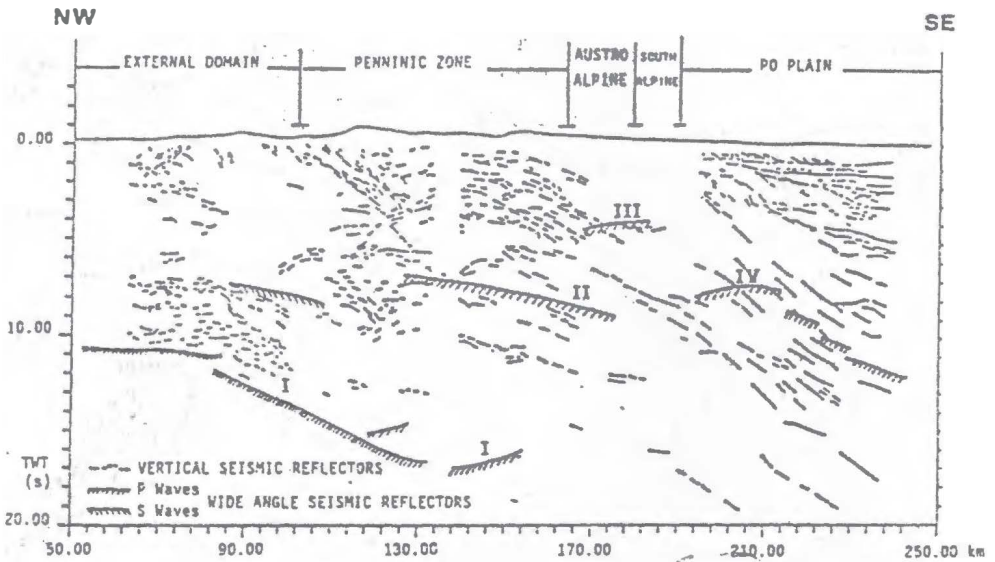 NW SE
EXTERNAL DOMAIN PENNINIC ZONE AUSTRO ALPINE SOUTH ALPINE PO PLAIN
0.00
III
IV
II
10.00
I
I
TWT
(s)
VERTICAL SEISMIC REFLECTORS
P Waves
WIDE ANGLE SEISMIC REFLECTORS
S Waves
20.00
50.00 90.00 130.00 170.00 210.00 250.00 km